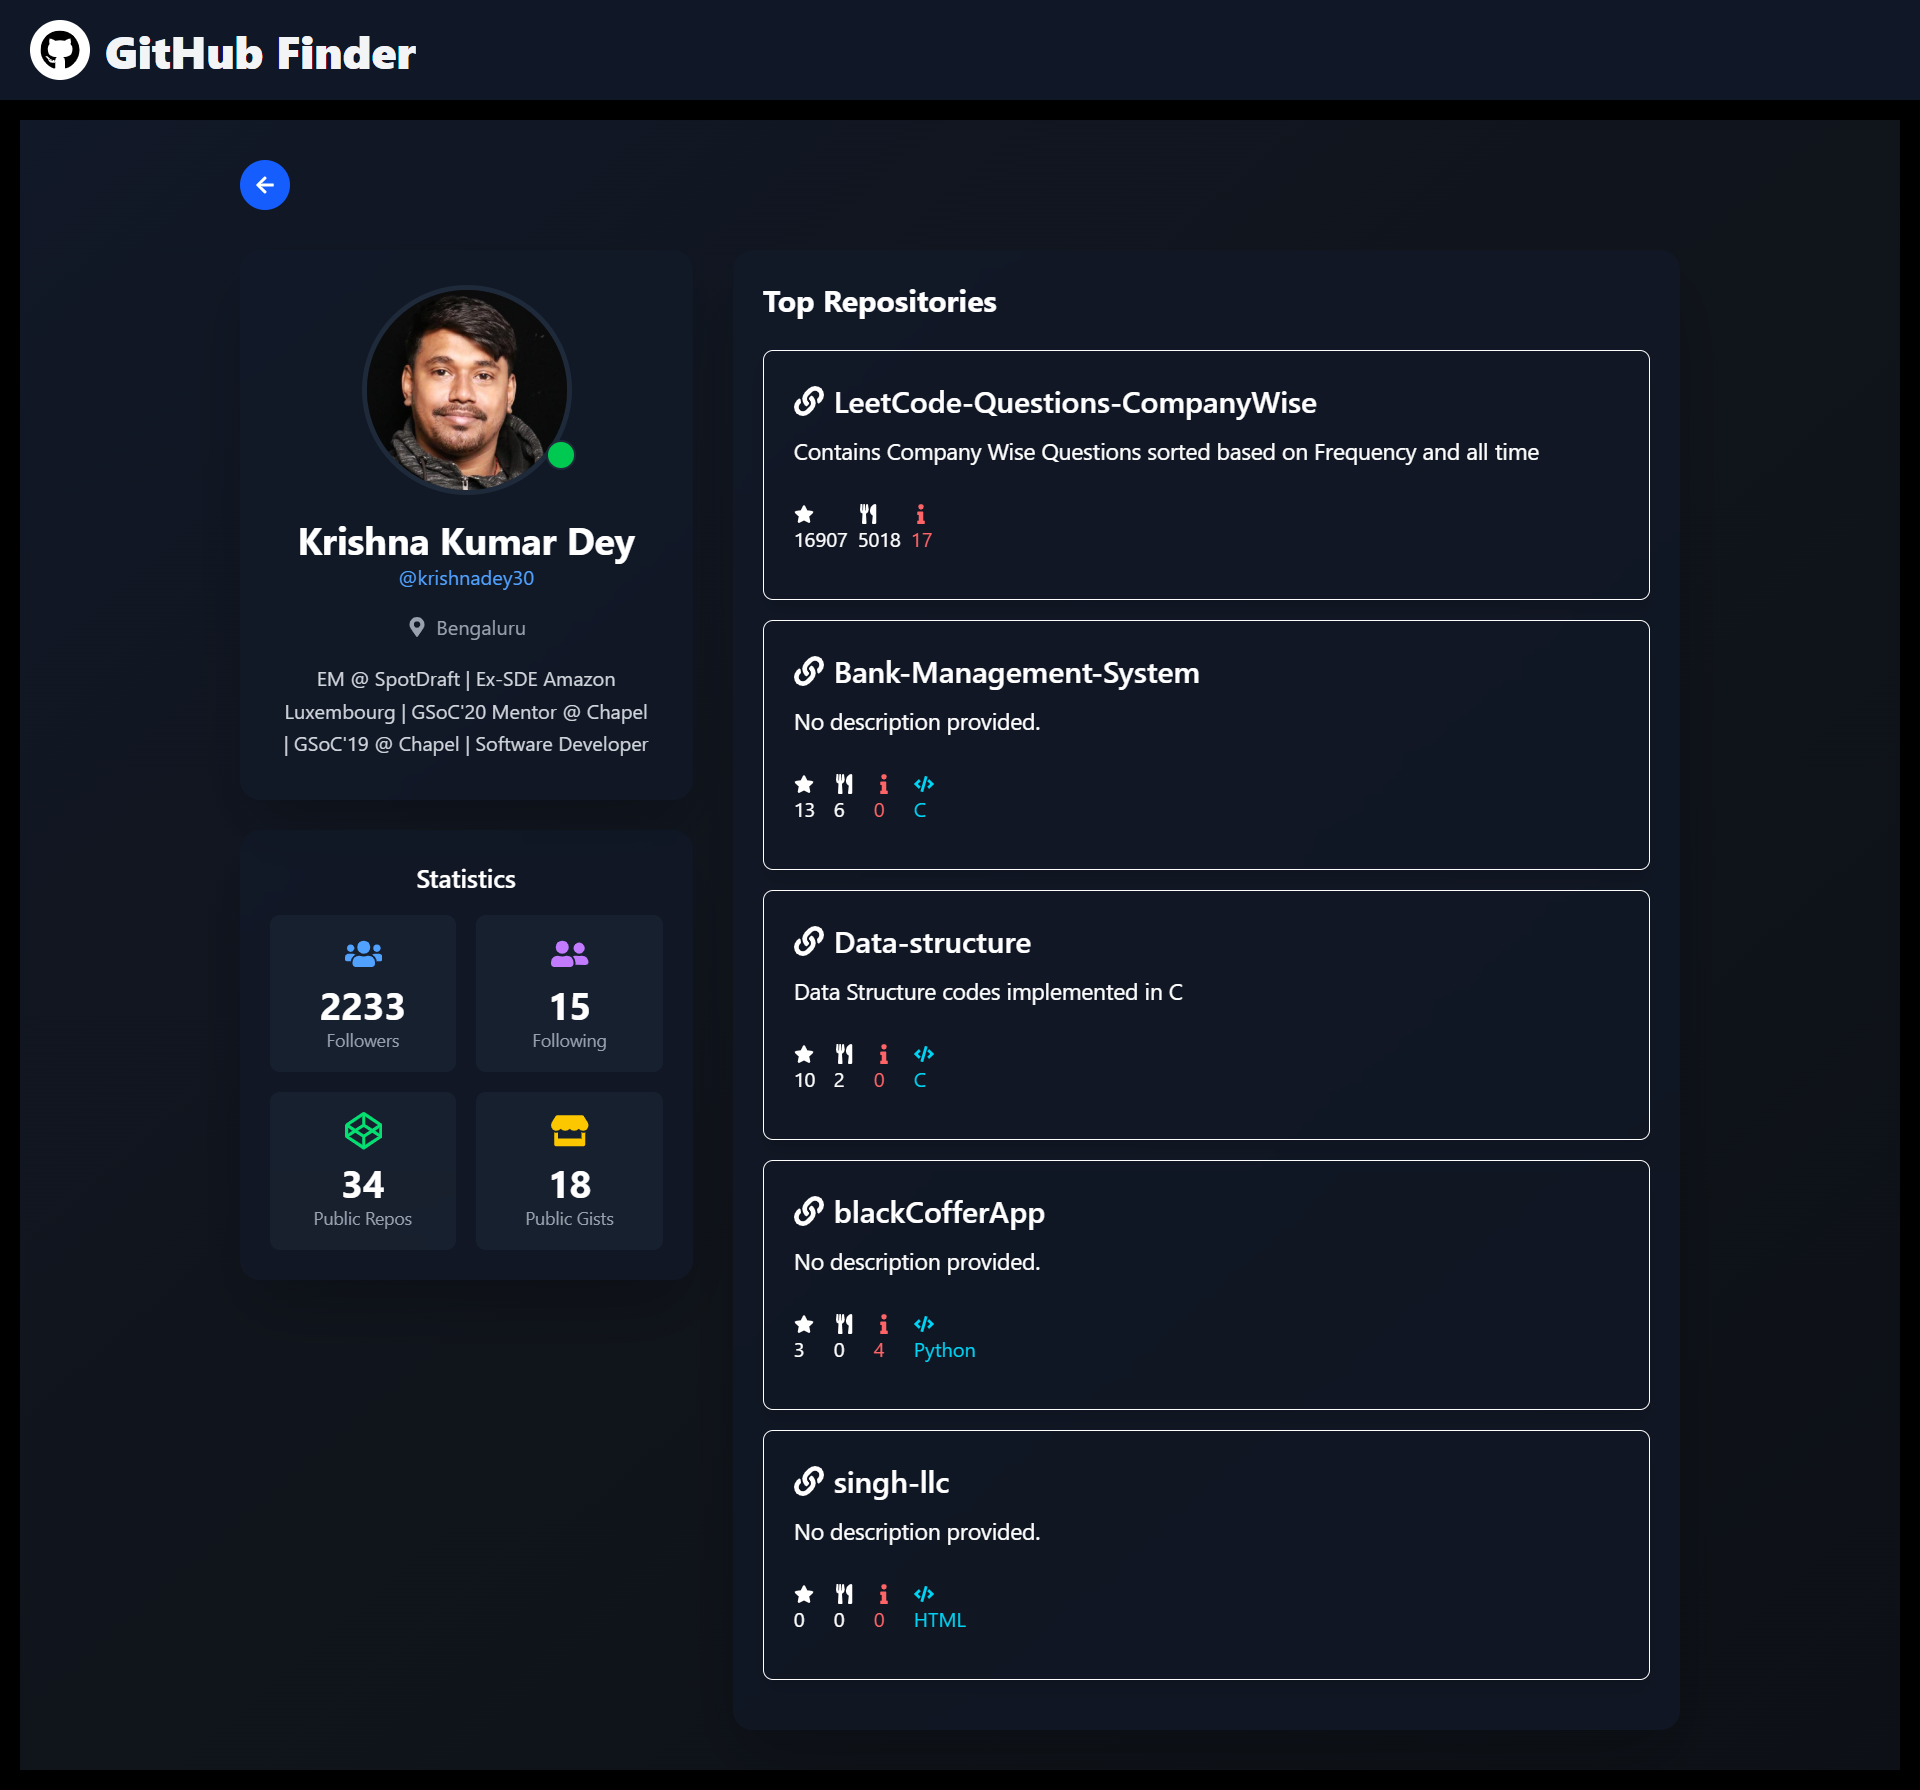 GitHub Finder
Krishna Kumar Dey
@krishnadey30
Bengaluru
EM @ SpotDraft | Ex-SDE Amazon
Luxembourg | GSoC'20 Mentor @ Chapel
| GSoC'19 @ Chapel | Software Developer
Statistics
2233
Followers
15
Following
34
Public Repos
18
Public Gists
Top Repositories
LeetCode-Questions-CompanyWise
Contains Company Wise Questions sorted based on Frequency and all time
16907 5018 17
Bank-Management-System
No description provided.
13 6 0 C
Data-structure
Data Structure codes implemented in C
10 2 0 C
blackCofferApp
No description provided.
3 0 4 Python
singh-llc
No description provided.
0 0 0 HTML